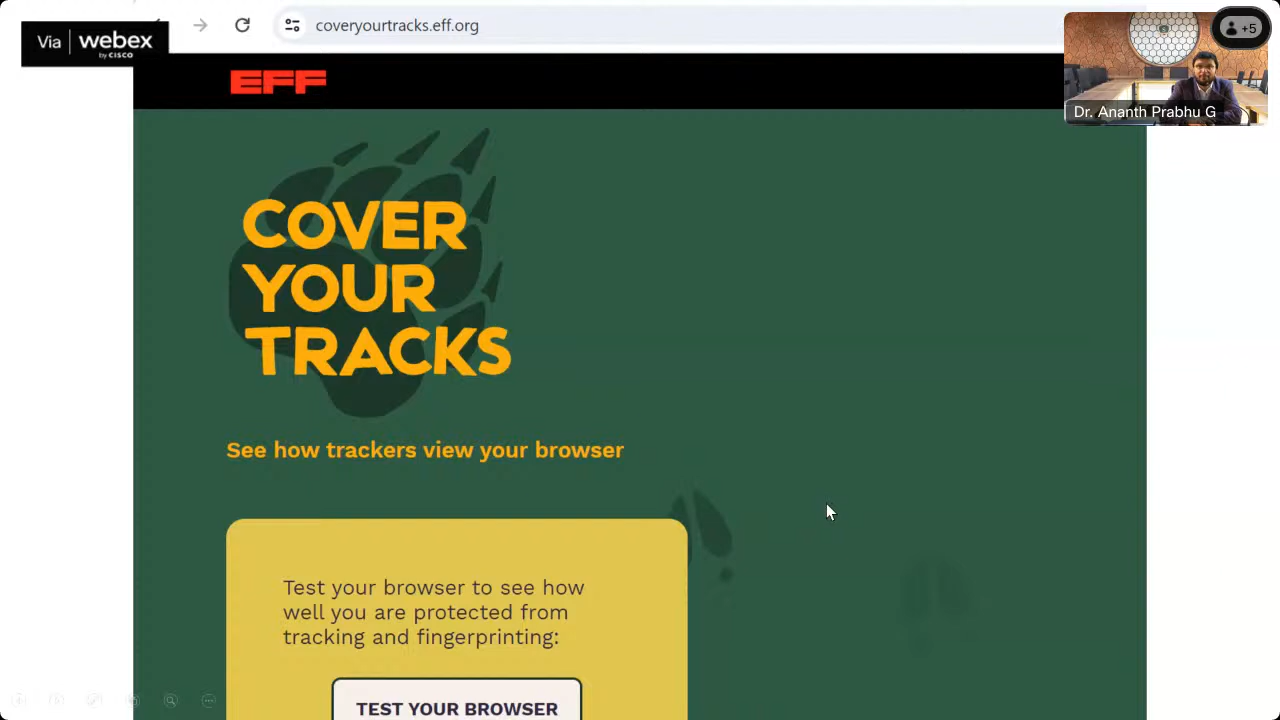 Via | webex
by CISCO
coveryourtracks.eff.org
+5
EFF
Dr. Ananth Prabhu G
COVER
YOUR
TRACKS
See how trackers view your browser
Test your browser to see how
well you are protected from
tracking and fingerprinting:
TEST YOUR BROWSER